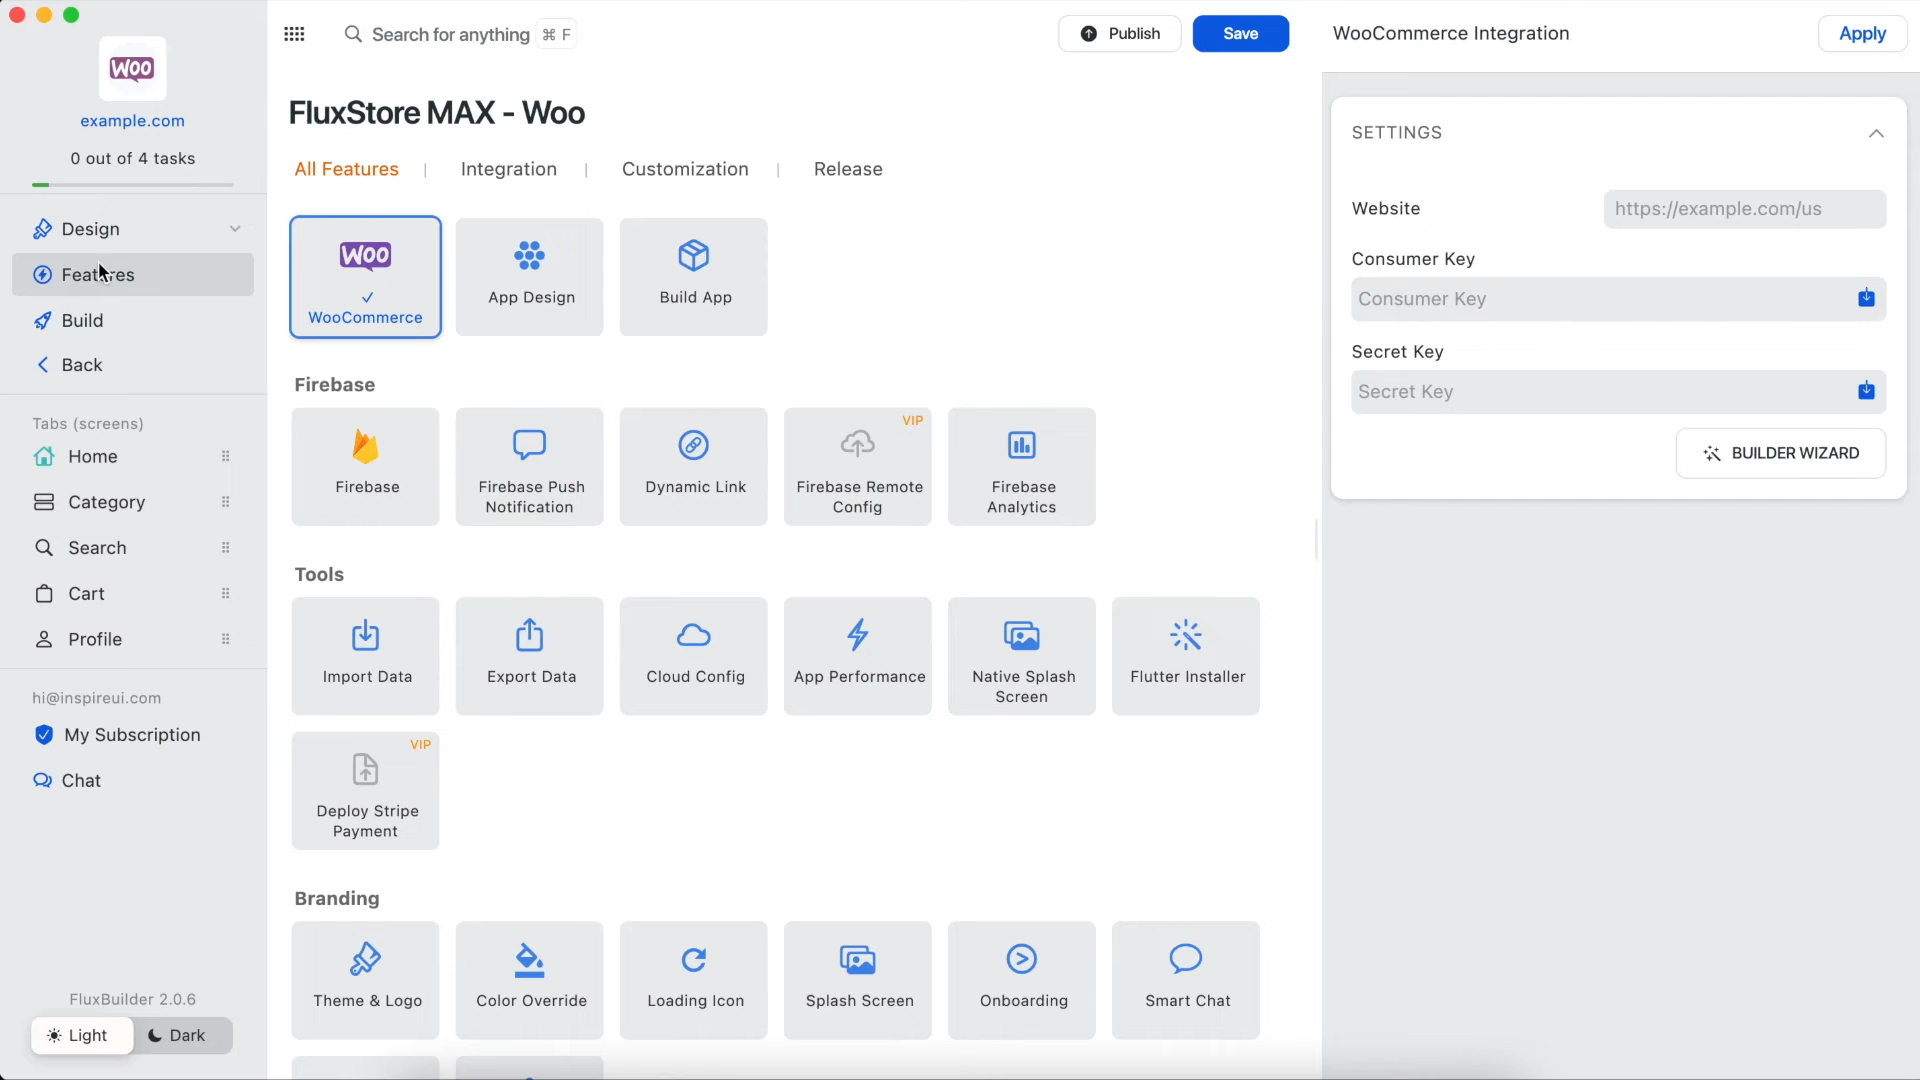 WOO
example.com
0 out of 4 tasks
Design
Features
Build
Back
Tabs (screens)
Home
Category
Search
Cart
Profile
hi@inspireui.com
My Subscription
Chat
FluxBuilder 2.0.6
Light
Dark
Search for anything ⌘ F
Publish
Save
FluxStore MAX - Woo
All Features | Integration | Customization | Release
WOO
✓
WooCommerce
App Design
Build App
Firebase
Firebase
Firebase Push
Notification
Dynamic Link
VIP
Firebase Remote
Config
Firebase
Analytics
Tools
Import Data
Export Data
Cloud Config
App Performance
Native Splash
Screen
Flutter Installer
VIP
Deploy Stripe
Payment
Branding
Theme & Logo
Color Override
Loading Icon
Splash Screen
Onboarding
Smart Chat
WooCommerce Integration
Apply
SETTINGS
Website
https://example.com/us
Consumer Key
Consumer Key
Secret Key
Secret Key
BUILDER WIZARD